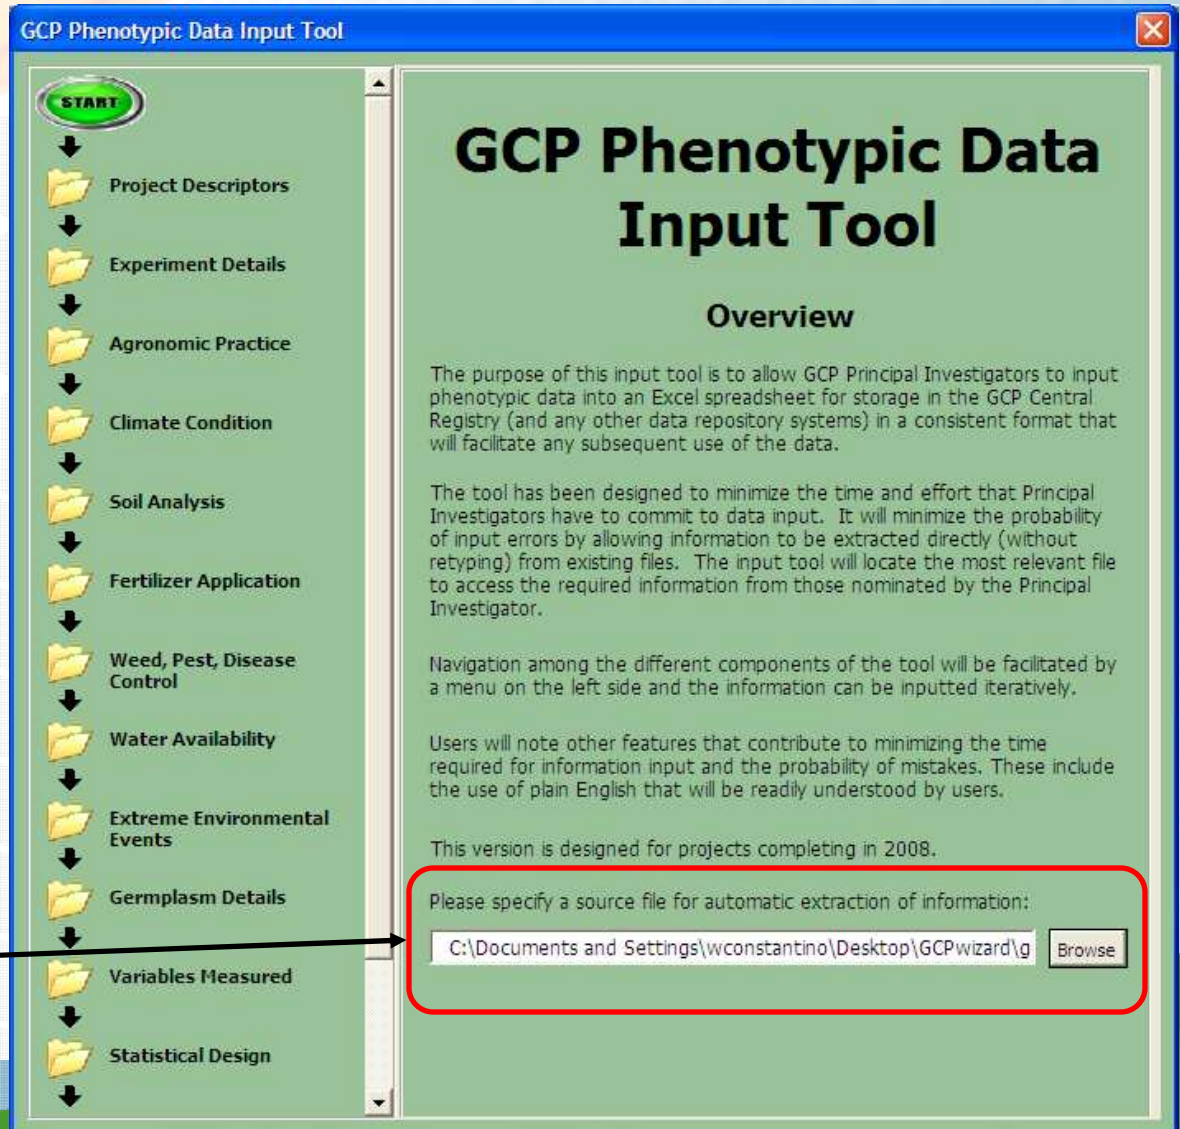 GCP Phenotypic Data Input Tool
START
Project Descriptors
Experiment Details
Agronomic Practice
Climate Condition
Soil Analysis
Fertilizer Application
Weed, Pest, Disease
Control
Water Availability
Extreme Environmental
Events
Germplasm Details
Variables Measured
Statistical Design
GCP Phenotypic Data
Input Tool
Overview
The purpose of this input tool is to allow GCP Principal Investigators to input
phenotypic data into an Excel spreadsheet for storage in the GCP Central
Registry (and any other data repository systems) in a consistent format that
will facilitate any subsequent use of the data.
The tool has been designed to minimize the time and effort that Principal
Investigators have to commit to data input.  It will minimize the probability
of input errors by allowing information to be extracted directly (without
retyping) from existing files.  The input tool will locate the most relevant file
to access the required information from those nominated by the Principal
Investigator.
Navigation among the different components of the tool will be facilitated by
a menu on the left side and the information can be inputted iteratively.
Users will note other features that contribute to minimizing the time
required for information input and the probability of mistakes. These include
the use of plain English that will be readily understood by users.
This version is designed for projects completing in 2008.
Please specify a source file for automatic extraction of information:
C:\Documents and Settings\wconstantino\Desktop\GCPwizard\g
Browse